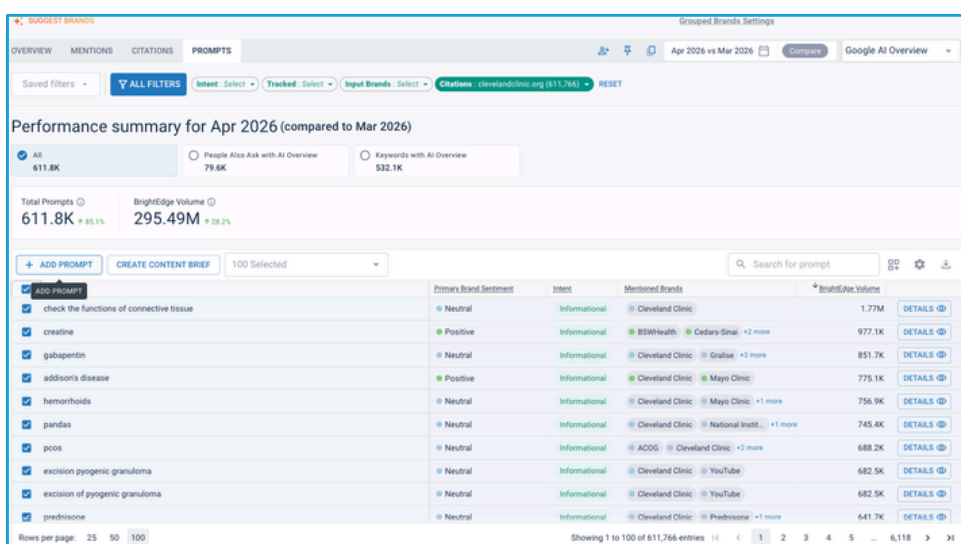 SUGGEST BRANDS
Grouped Brands Settings
OVERVIEW MENTIONS CITATIONS PROMPTS
Apr 2026 vs Mar 2026 Compare Google AI Overview
Saved filters ALL FILTERS Intent : Select Tracked : Select Input Brands : Select Citations : clevelandclinic.org (611,766) RESET
Performance summary for Apr 2026 (compared to Mar 2026)
All People Also Ask with AI Overview Keywords with AI Overview
611.8K 79.6K 532.1K
Total Prompts BrightEdge Volume
611.8K ↑ 85.1% 295.49M ↑ 28.2%
+ ADD PROMPT CREATE CONTENT BRIEF 100 Selected Search for prompt
ADD PROMPT Primary Brand Sentiment Intent Mentioned Brands BrightEdge Volume
check the functions of connective tissue Neutral Informational Cleveland Clinic 1.77M DETAILS
creatine Positive Informational BSWHealth Cedars-Sinai +2 more 977.1K DETAILS
gabapentin Neutral Informational Cleveland Clinic Gralise +3 more 851.7K DETAILS
addison's disease Positive Informational Cleveland Clinic Mayo Clinic 775.1K DETAILS
hemorrhoids Neutral Informational Cleveland Clinic Mayo Clinic +1 more 756.9K DETAILS
pandas Neutral Informational Cleveland Clinic National Instit... +1 more 745.4K DETAILS
pcos Neutral Informational ACOG Cleveland Clinic +2 more 688.2K DETAILS
excision pyogenic granuloma Neutral Informational Cleveland Clinic YouTube 682.5K DETAILS
excision of pyogenic granuloma Neutral Informational Cleveland Clinic YouTube 682.5K DETAILS
prednisone Neutral Informational Cleveland Clinic Prednisone +1 more 641.7K DETAILS
Rows per page: 25 50 100 Showing 1 to 100 of 611,766 entries 1 2 3 4 5 ... 6,118